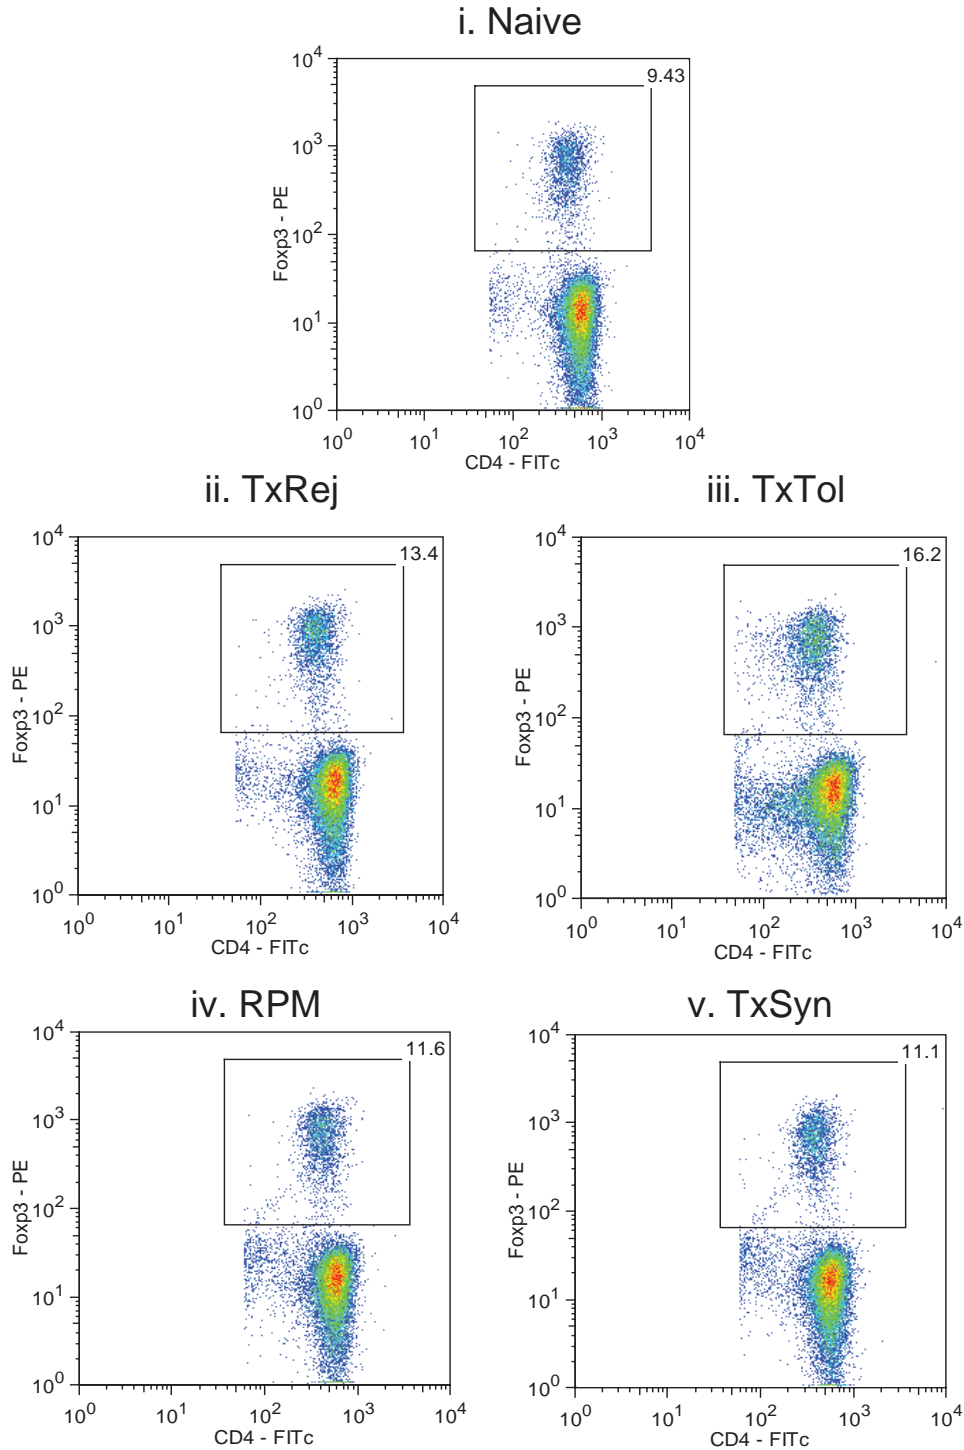 i. Naive
10^4
9.43
10^3
Foxp3 - PE
10^2
10^1
10^0
10^0 10^1 10^2 10^3 10^4
CD4 - FITc
ii. TxRej
10^4
13.4
10^3
Foxp3 - PE
10^2
10^1
10^0
10^0 10^1 10^2 10^3 10^4
CD4 - FITc
iii. TxTol
10^4
16.2
10^3
Foxp3 - PE
10^2
10^1
10^0
10^0 10^1 10^2 10^3 10^4
CD4 - FITc
iv. RPM
10^4
11.6
10^3
Foxp3 - PE
10^2
10^1
10^0
10^0 10^1 10^2 10^3 10^4
CD4 - FITc
v. TxSyn
10^4
11.1
10^3
Foxp3 - PE
10^2
10^1
10^0
10^0 10^1 10^2 10^3 10^4
CD4 - FITc